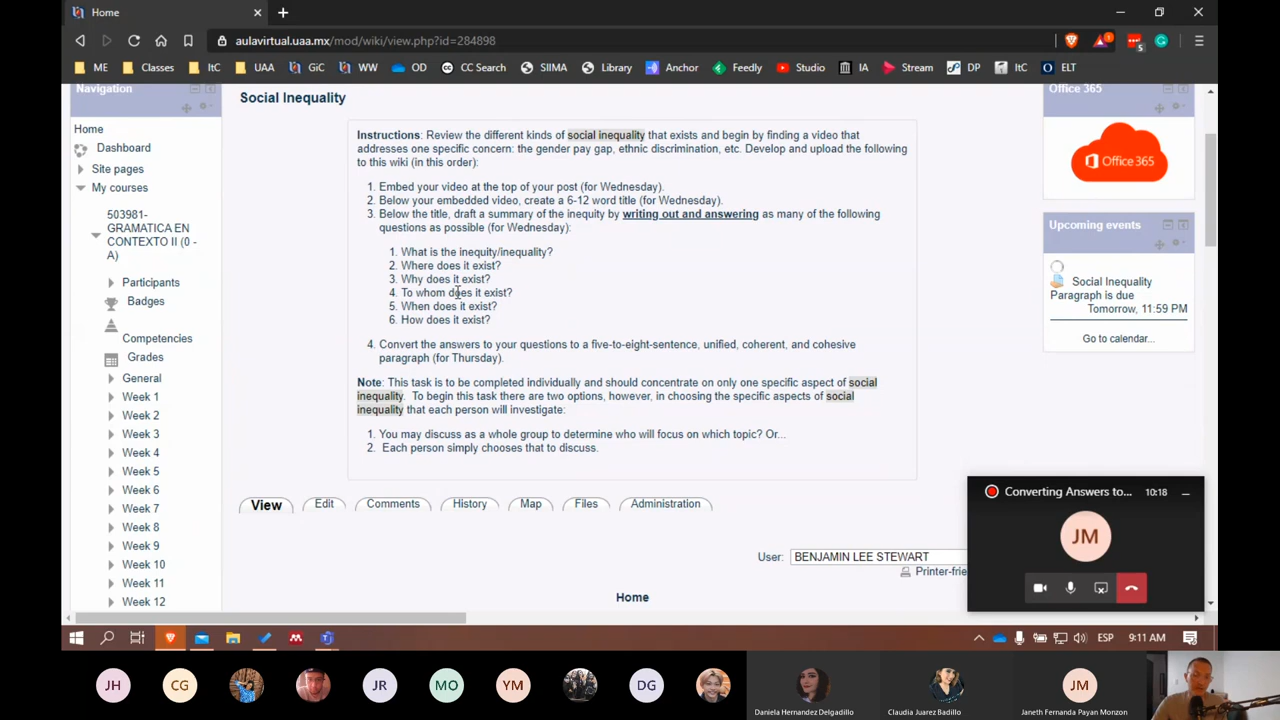 Home
aulavirtual.uaa.mx/mod/wiki/view.php?id=284898
1
5
ME
Classes
ItC
UAA
GiC
WW
OD
CC Search
SIIMA
Library
Anchor
Feedly
Studio
IA
Stream
DP
ItC
ELT
Navigation
Home
Dashboard
Site pages
My courses
503981-
GRAMATICA EN
CONTEXTO II (0 -
A)
Participants
Badges
Competencies
Grades
General
Week 1
Week 2
Week 3
Week 4
Week 5
Week 6
Week 7
Week 8
Week 9
Week 10
Week 11
Week 12
Social Inequality
Instructions: Review the different kinds of social inequality that exists and begin by finding a video that
addresses one specific concern: the gender pay gap, ethnic discrimination, etc. Develop and upload the following
to this wiki (in this order):
1. Embed your video at the top of your post (for Wednesday).
2. Below your embedded video, create a 6-12 word title (for Wednesday).
3. Below the title, draft a summary of the inequity by writing out and answering as many of the following
questions as possible (for Wednesday):
1. What is the inequity/inequality?
2. Where does it exist?
3. Why does it exist?
4. To whom does it exist?
5. When does it exist?
6. How does it exist?
4. Convert the answers to your questions to a five-to-eight-sentence, unified, coherent, and cohesive
paragraph (for Thursday).
Note: This task is to be completed individually and should concentrate on only one specific aspect of social
inequality. To begin this task there are two options, however, in choosing the specific aspects of social
inequality that each person will investigate:
1. You may discuss as a whole group to determine who will focus on which topic? Or...
2. Each person simply chooses that to discuss.
View
Edit
Comments
History
Map
Files
Administration
User: BENJAMIN LEE STEWART
Printer-frie
Home
Office 365
Office 365
Upcoming events
Social Inequality
Paragraph is due
Tomorrow, 11:59 PM
Go to calendar...
Converting Answers to...
10:18
JM
ESP
9:11 AM
JH
CG
JR
MO
YM
DG
Daniela Hernandez Delgadillo
Claudia Juarez Badillo
JM
Janeth Fernanda Payan Monzon